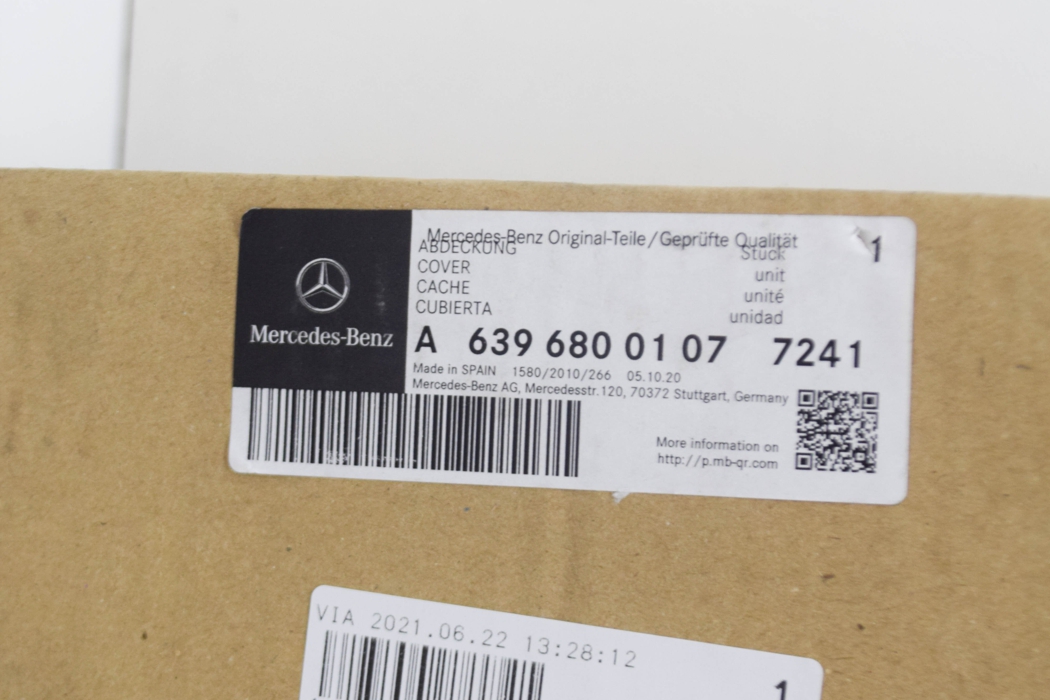 Mercedes-Benz Original-Teile/Geprüfte Qualität
ABDECKUNG Stück 1
COVER unit
CACHE unité
CUBIERTA unidad
Mercedes-Benz
A 639 680 01 07 7241
Made in SPAIN 1580/2010/266 05.10.20
Mercedes-Benz AG, Mercedesstr.120, 70372 Stuttgart, Germany
More information on
http://p.mb-qr.com
VIA 2021.06.22 13:28:12
1